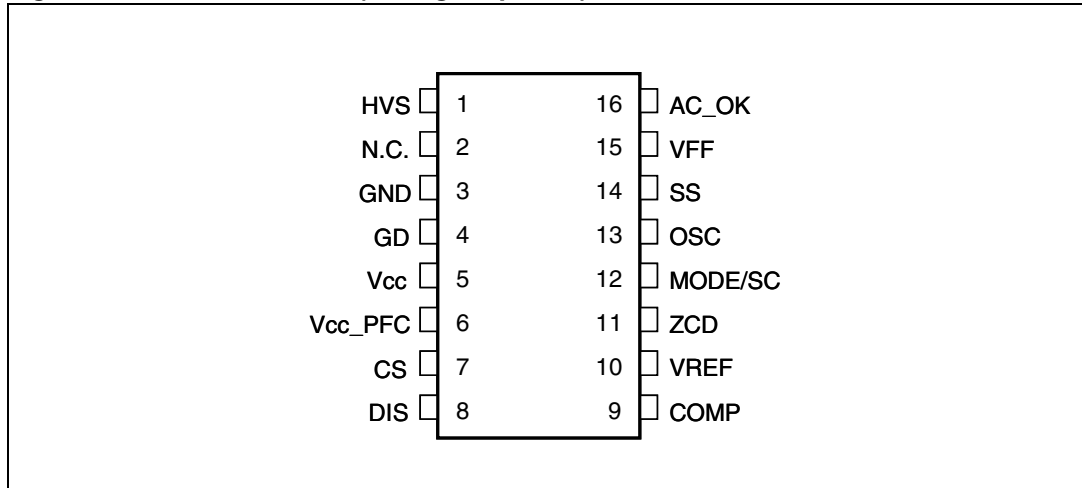 HVS 1 16 AC_OK
N.C. 2 15 VFF
GND 3 14 SS
GD 4 13 OSC
Vcc 5 12 MODE/SC
Vcc_PFC 6 11 ZCD
CS 7 10 VREF
DIS 8 9 COMP